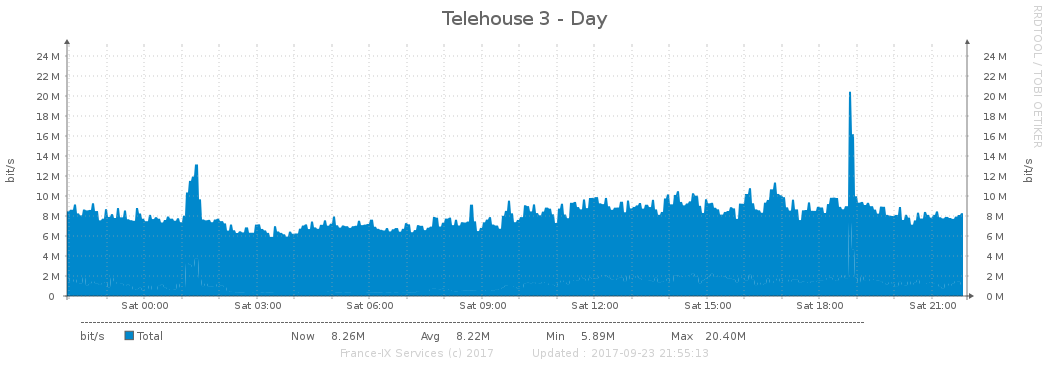 Telehouse 3 - Day
RRDTOOL / TOBI OETIKER
bit/s
24 M 24 M
22 M 22 M
20 M 20 M
18 M 18 M
16 M 16 M
14 M 14 M
12 M 12 M
10 M 10 M
8 M 8 M
6 M 6 M
4 M 4 M
2 M 2 M
0 0 M
bit/s
Sat 00:00 Sat 03:00 Sat 06:00 Sat 09:00 Sat 12:00 Sat 15:00 Sat 18:00 Sat 21:00
bit/s Total Now 8.26M Avg 8.22M Min 5.89M Max 20.40M
France-IX Services (c) 2017 Updated : 2017-09-23 21:55:13